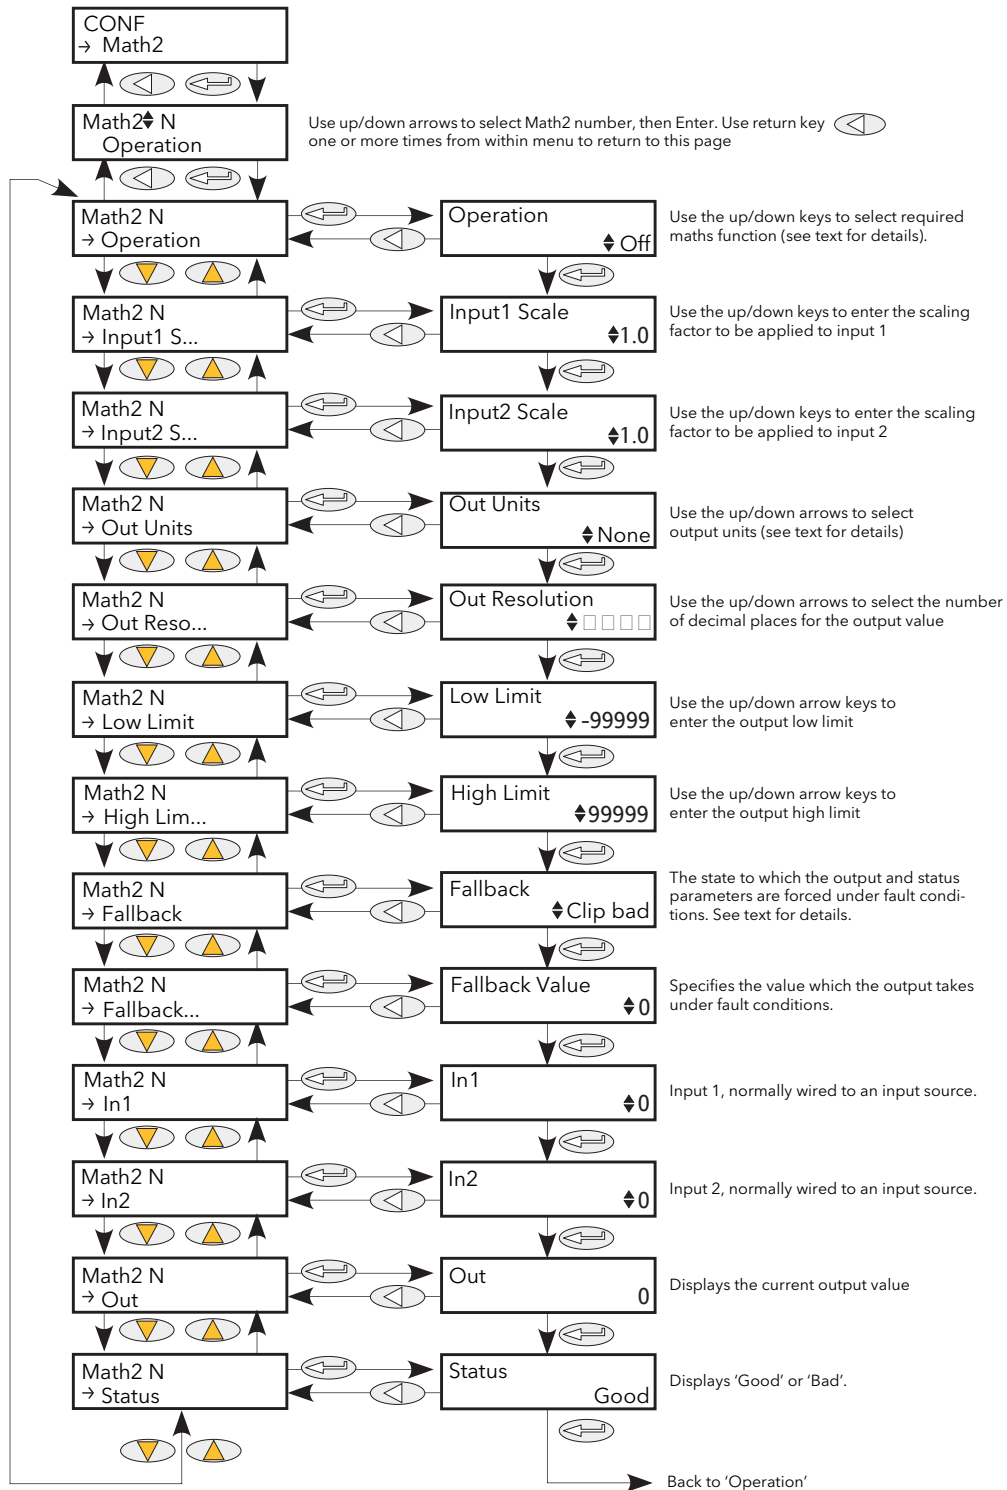 CONF
→ Math2
Math2 N
Operation
Use up/down arrows to select Math2 number, then Enter. Use return key
one or more times from within menu to return to this page
Math2 N
→ Operation
Operation
Off
Use the up/down keys to select required
maths function (see text for details).
Math2 N
→ Input1 S...
Input1 Scale
1.0
Use the up/down keys to enter the scaling
factor to be applied to input 1
Math2 N
→ Input2 S...
Input2 Scale
1.0
Use the up/down keys to enter the scaling
factor to be applied to input 2
Math2 N
→ Out Units
Out Units
None
Use the up/down arrows to select
output units (see text for details)
Math2 N
→ Out Reso...
Out Resolution
Use the up/down arrows to select the number
of decimal places for the output value
Math2 N
→ Low Limit
Low Limit
-99999
Use the up/down arrow keys to
enter the output low limit
Math2 N
→ High Lim...
High Limit
99999
Use the up/down arrow keys to
enter the output high limit
Math2 N
→ Fallback
Fallback
Clip bad
The state to which the output and status
parameters are forced under fault condi-
tions. See text for details.
Math2 N
→ Fallback...
Fallback Value
0
Specifies the value which the output takes
under fault conditions.
Math2 N
→ In1
In1
0
Input 1, normally wired to an input source.
Math2 N
→ In2
In2
0
Input 2, normally wired to an input source.
Math2 N
→ Out
Out
0
Displays the current output value
Math2 N
→ Status
Status
Good
Displays ‘Good’ or ‘Bad’.
Back to ‘Operation’